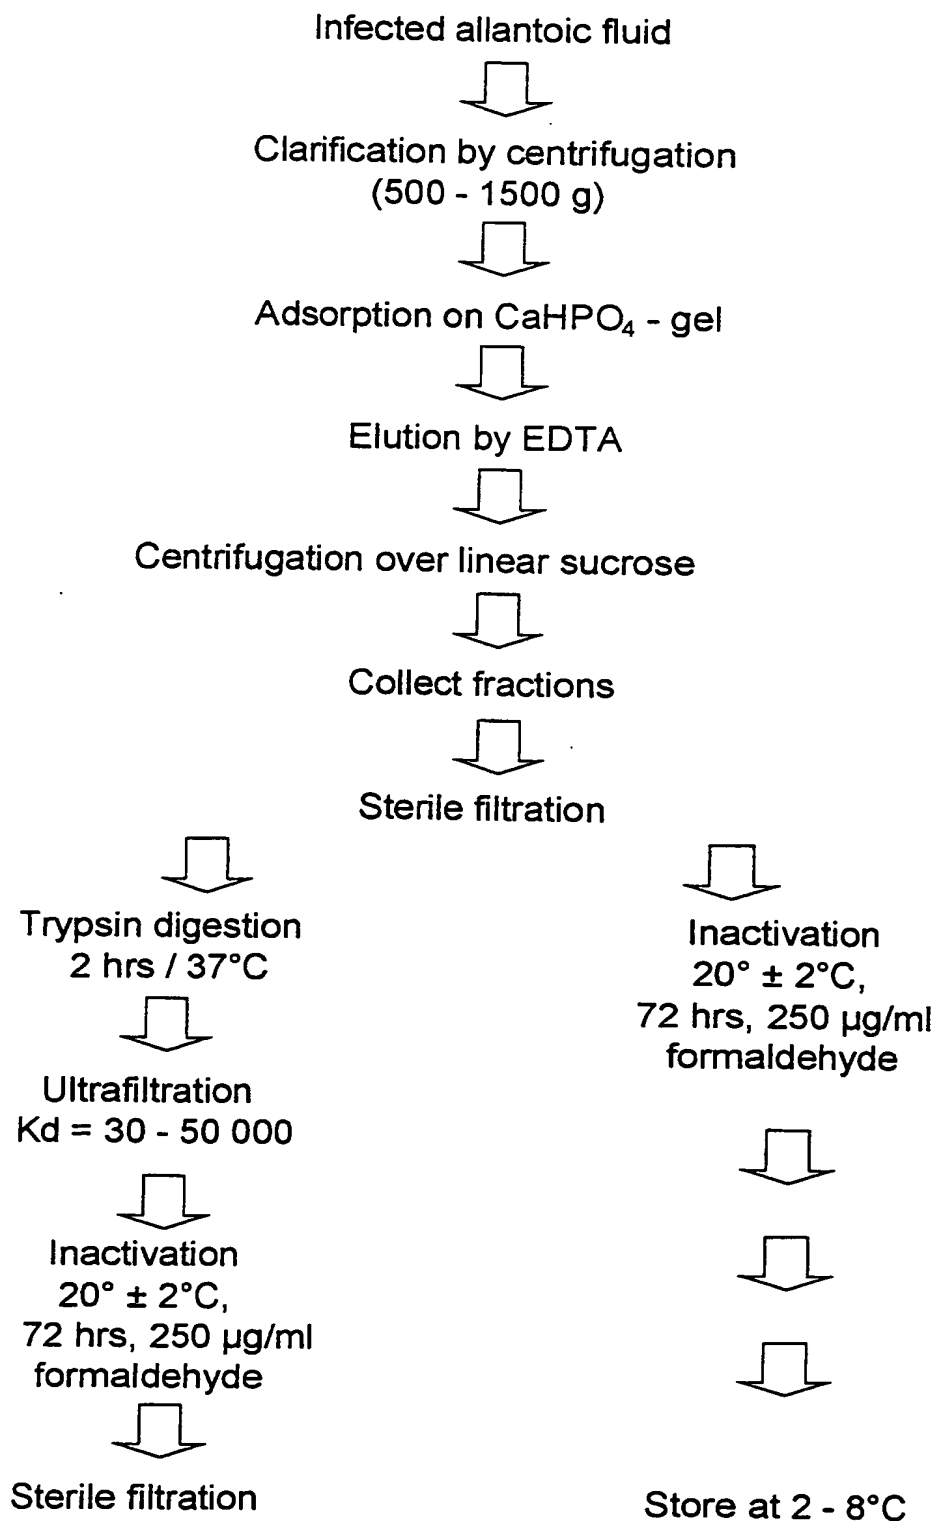 Infected allantoic fluid
Clarification by centrifugation
(500 - 1500 g)
Adsorption on CaHPO₄ - gel
Elution by EDTA
Centrifugation over linear sucrose
Collect fractions
Sterile filtration
Trypsin digestion
2 hrs / 37°C
Ultrafiltration
Kd = 30 - 50 000
Inactivation
20° ± 2°C,
72 hrs, 250 µg/ml
formaldehyde
Sterile filtration
Inactivation
20° ± 2°C,
72 hrs, 250 µg/ml
formaldehyde
Store at 2 - 8°C